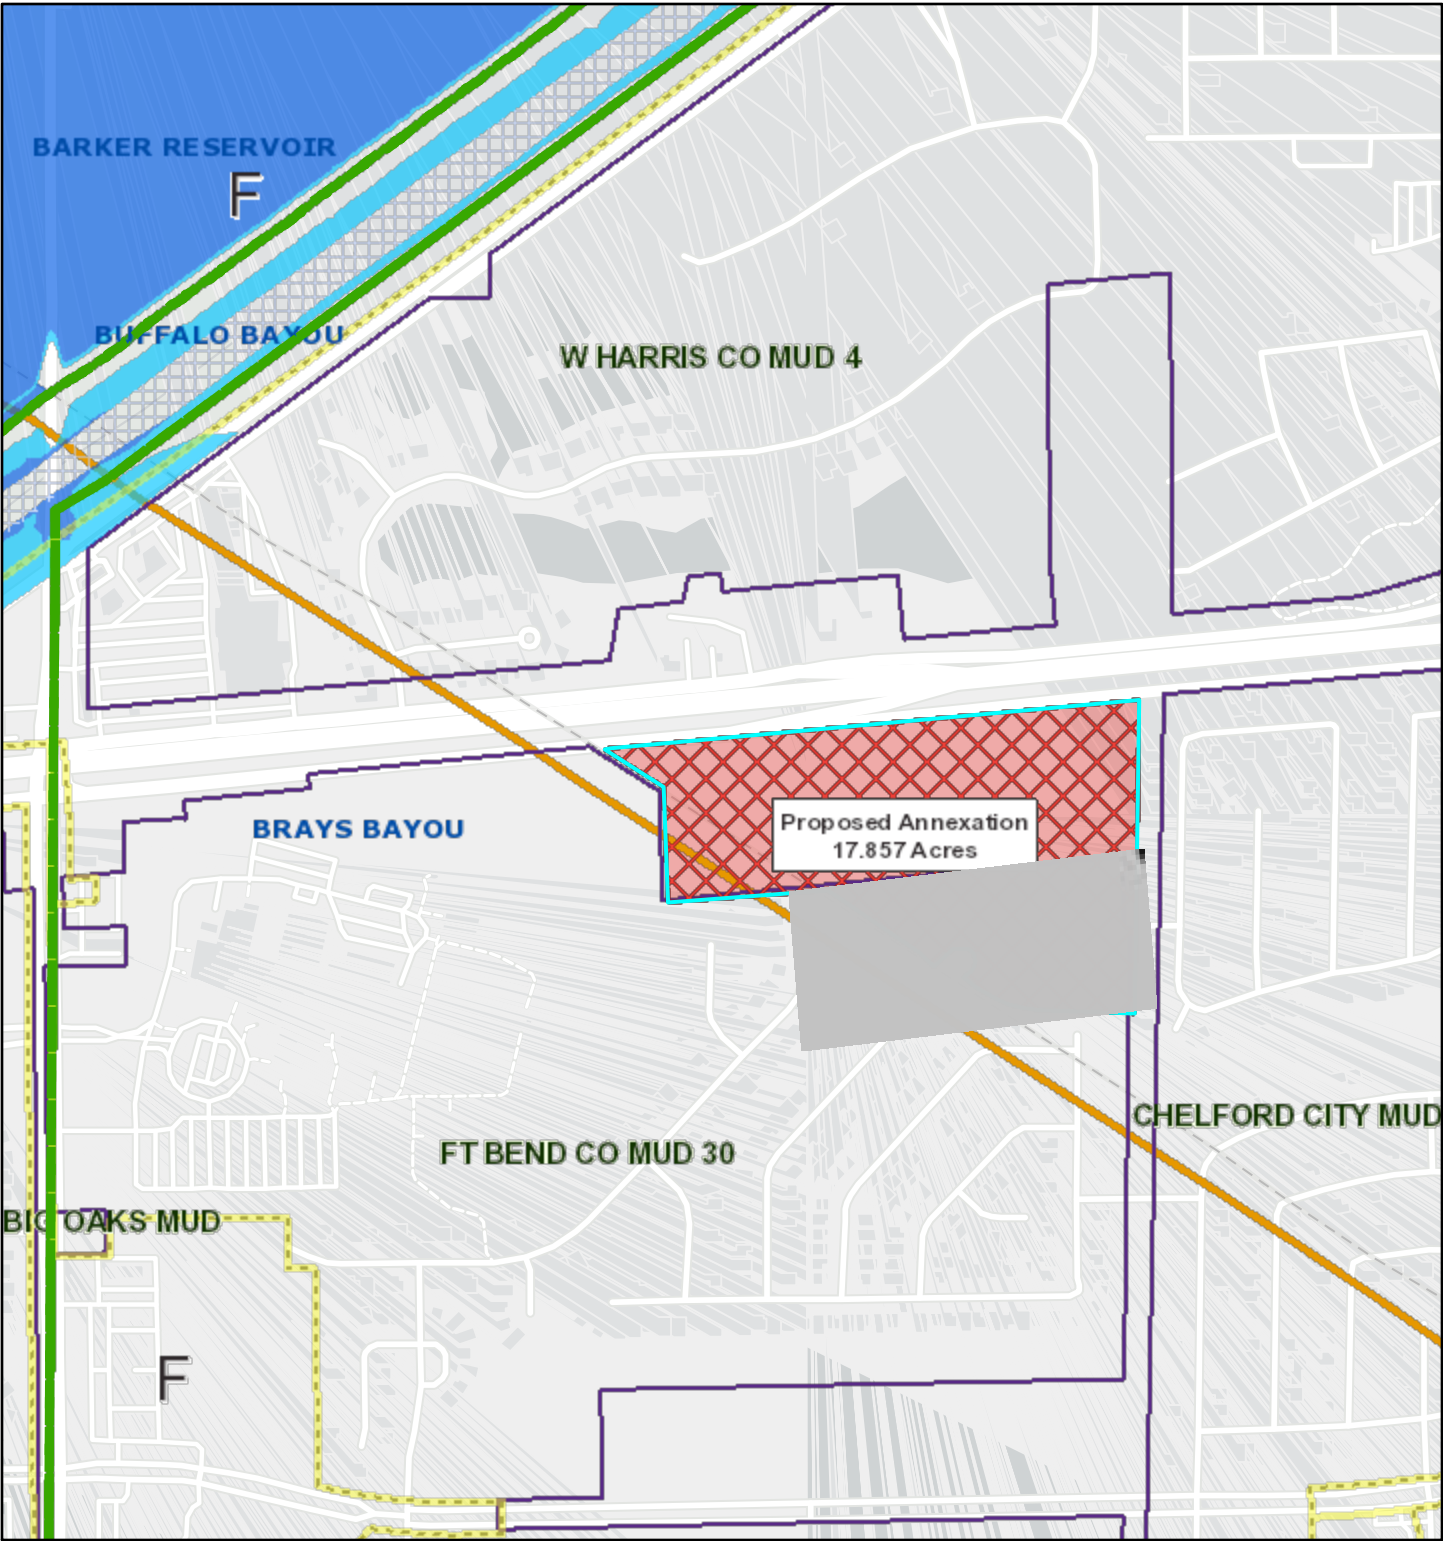 BARKER RESERVOIR
F
BUFFALO BAYOU
W HARRIS CO MUD 4
Proposed Annexation
17.857 Acres
BRAYS BAYOU
CHELFORD CITY MUD
FT BEND CO MUD 30
BIG OAKS MUD
F